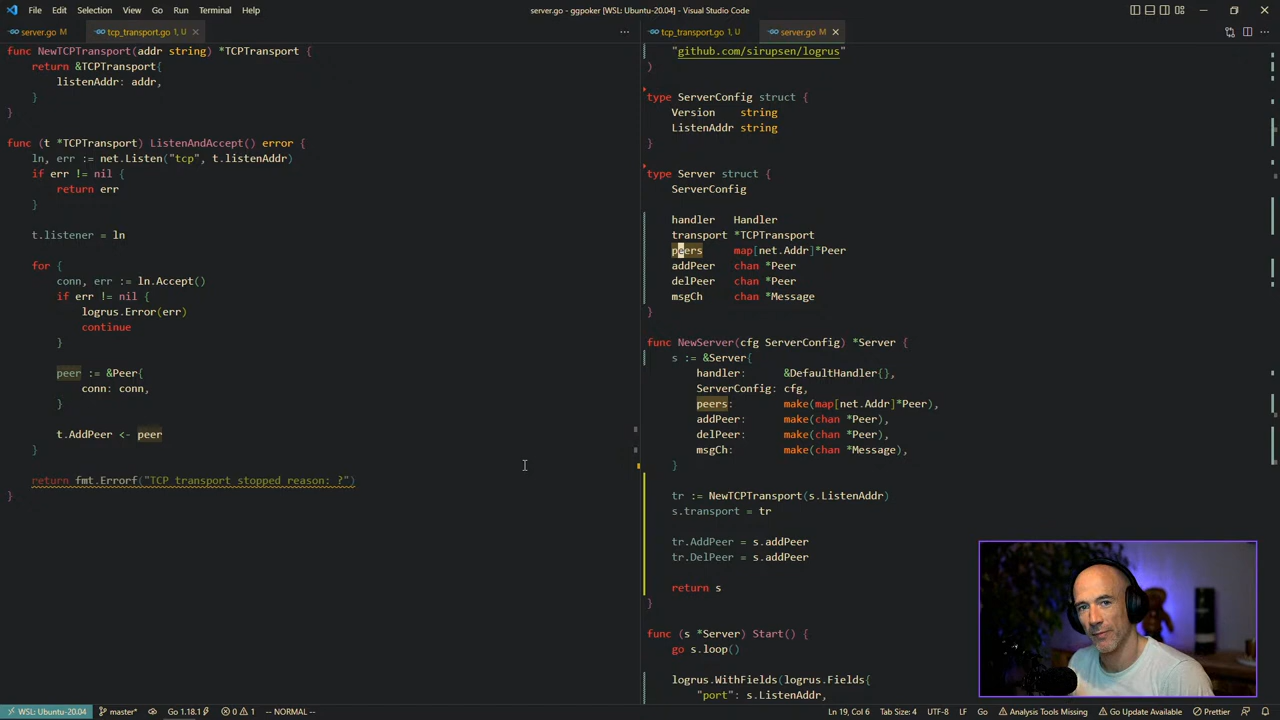 File Edit Selection View Go Run Terminal Help
server.go - ggpoker [WSL: Ubuntu-20.04] - Visual Studio Code
server.go M
tcp_transport.go 1, U
func NewTCPTransport(addr string) *TCPTransport {
return &TCPTransport{
listenAddr: addr,
}
}
func (t *TCPTransport) ListenAndAccept() error {
ln, err := net.Listen("tcp", t.listenAddr)
if err != nil {
return err
}
t.listener = ln
for {
conn, err := ln.Accept()
if err != nil {
logrus.Error(err)
continue
}
peer := &Peer{
conn: conn,
}
t.AddPeer <- peer
}
return fmt.Errorf("TCP transport stopped reason: ?")
}
tcp_transport.go 1, U
server.go M
"github.com/sirupsen/logrus"
)
type ServerConfig struct {
Version string
ListenAddr string
}
type Server struct {
ServerConfig
handler Handler
transport *TCPTransport
peers map[net.Addr]*Peer
addPeer chan *Peer
delPeer chan *Peer
msgCh chan *Message
}
func NewServer(cfg ServerConfig) *Server {
s := &Server{
handler: &DefaultHandler{},
ServerConfig: cfg,
peers: make(map[net.Addr]*Peer),
addPeer: make(chan *Peer),
delPeer: make(chan *Peer),
msgCh: make(chan *Message),
}
tr := NewTCPTransport(s.ListenAddr)
s.transport = tr
tr.AddPeer = s.addPeer
tr.DelPeer = s.addPeer
return s
}
func (s *Server) Start() {
go s.loop()
logrus.WithFields(logrus.Fields{
"port": s.ListenAddr,
WSL: Ubuntu-20.04 master* Go 1.18.1 0 1 -- NORMAL -- Ln 19, Col 6 Tab Size: 4 UTF-8 LF Go Analysis Tools Missing Go Update Available Prettier